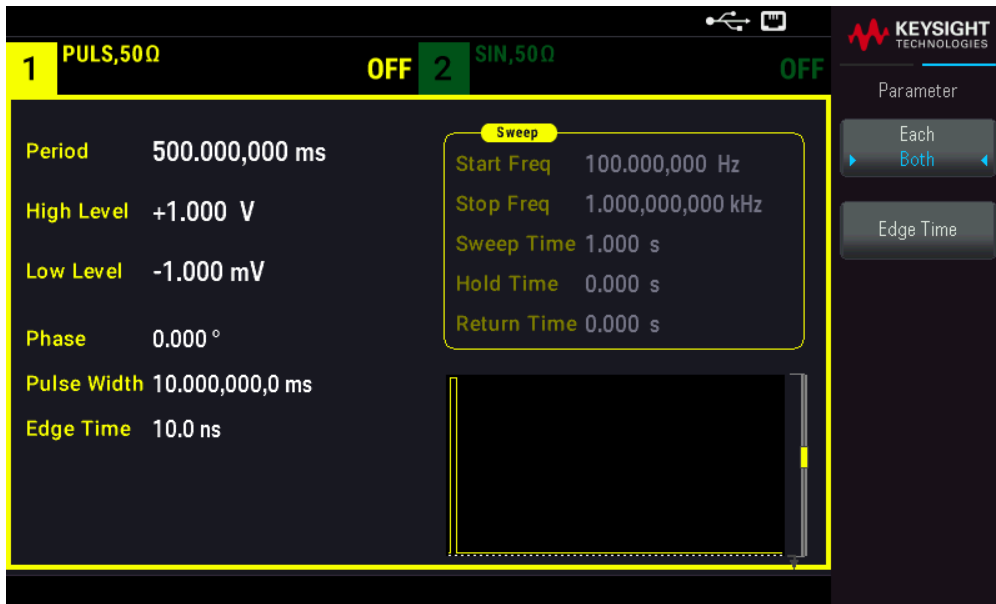 KEYSIGHT
TECHNOLOGIES
1 PULS,50Ω OFF
2 SIN,50Ω OFF
Parameter
Each
Both
Edge Time
Period 500.000,000 ms
High Level +1.000 V
Low Level -1.000 mV
Phase 0.000 °
Pulse Width 10.000,000,0 ms
Edge Time 10.0 ns
Sweep
Start Freq 100.000,000 Hz
Stop Freq 1.000,000,000 kHz
Sweep Time 1.000 s
Hold Time 0.000 s
Return Time 0.000 s